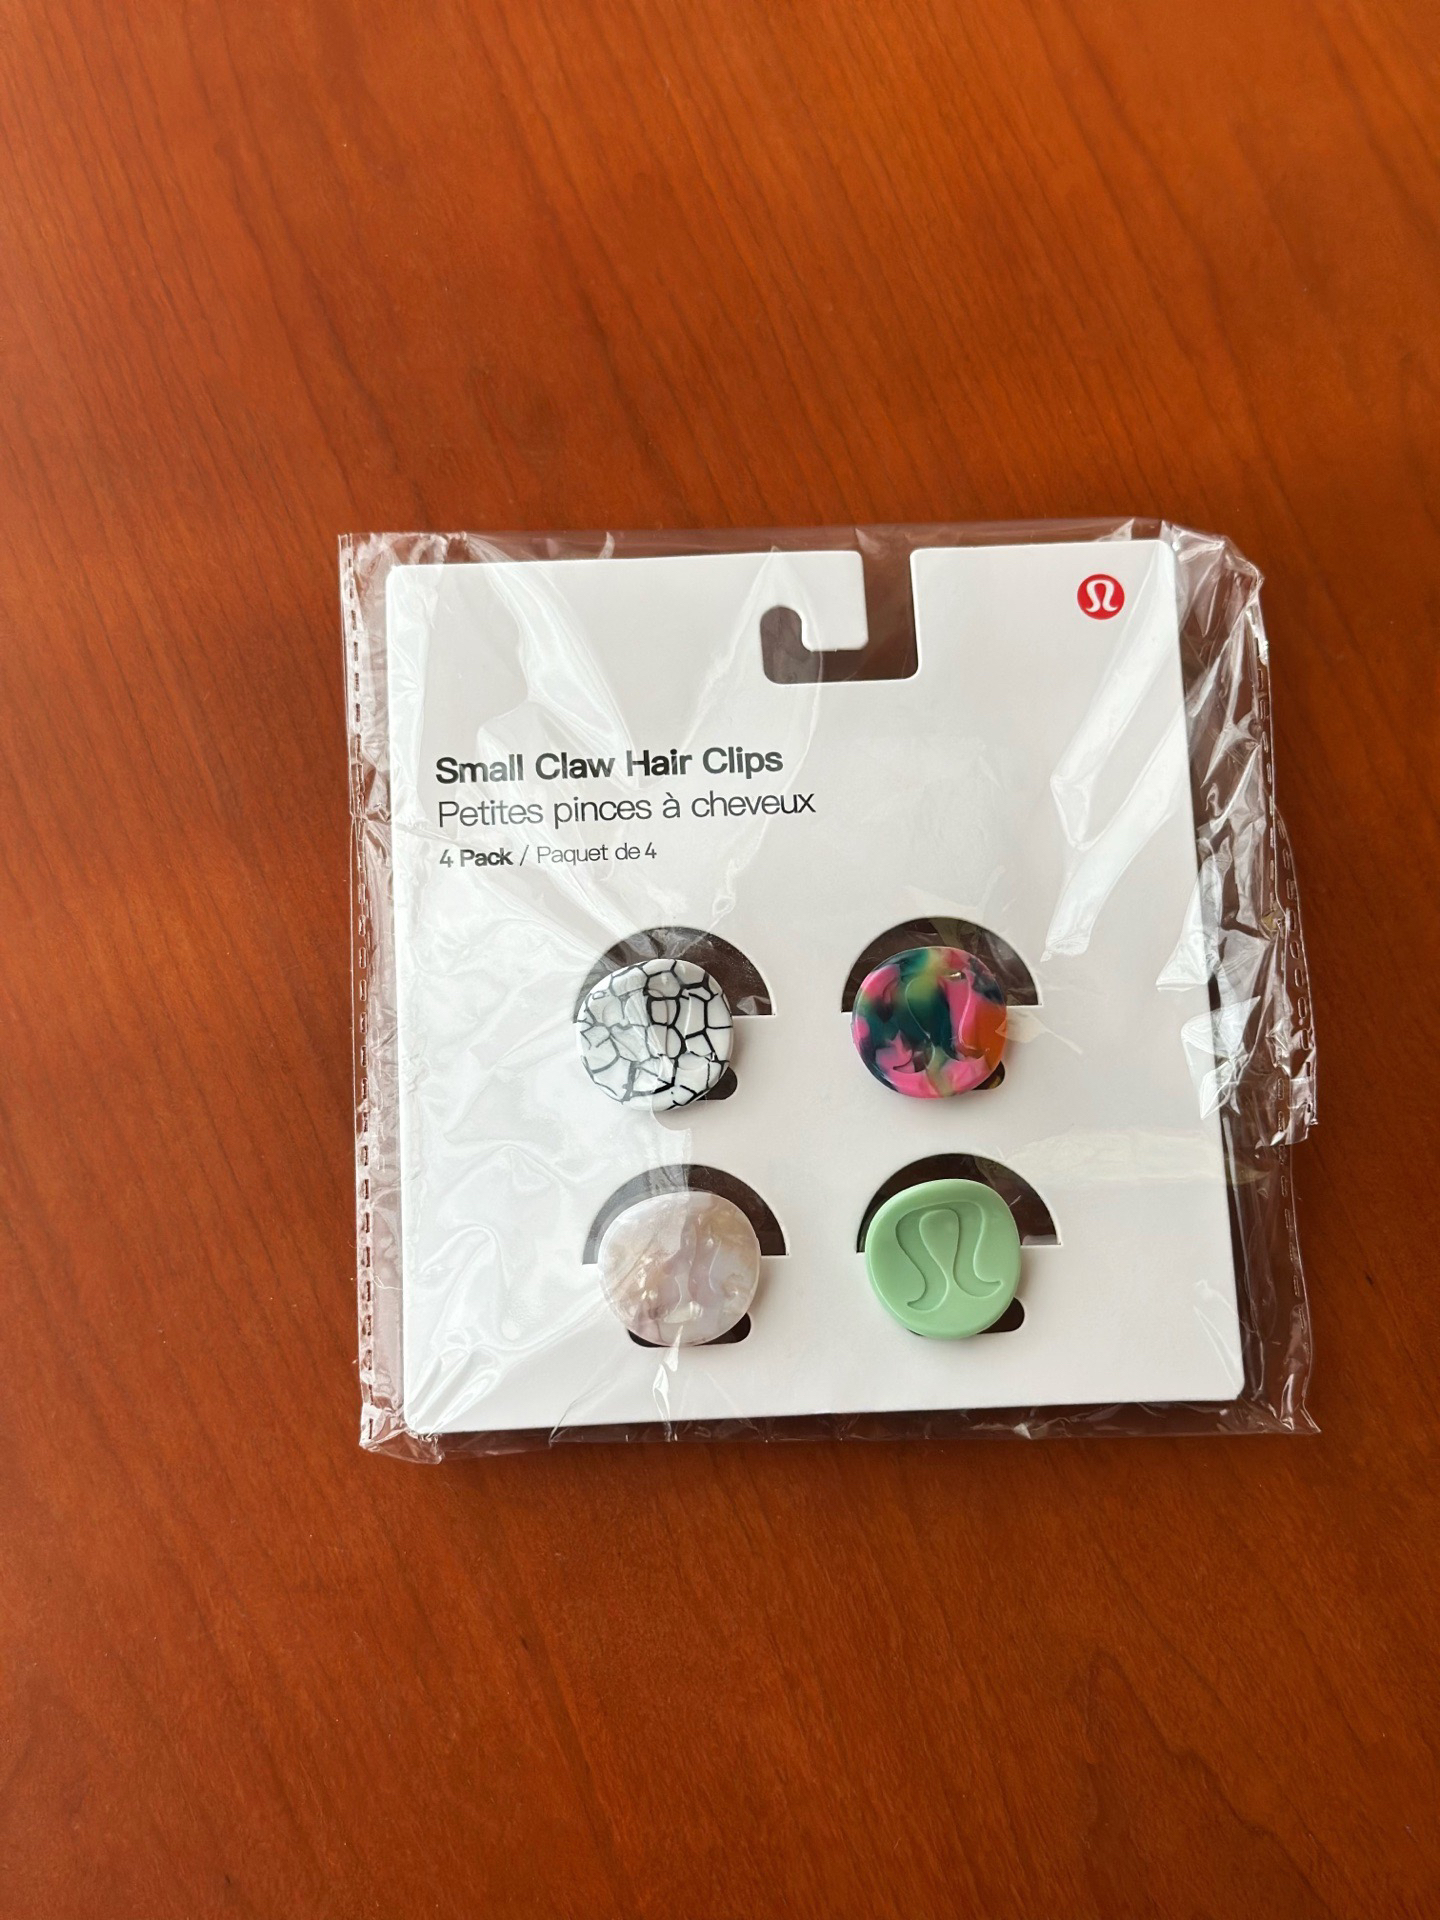 Small Claw Hair Clips
Petites pinces à cheveux
4 Pack / Paquet de 4